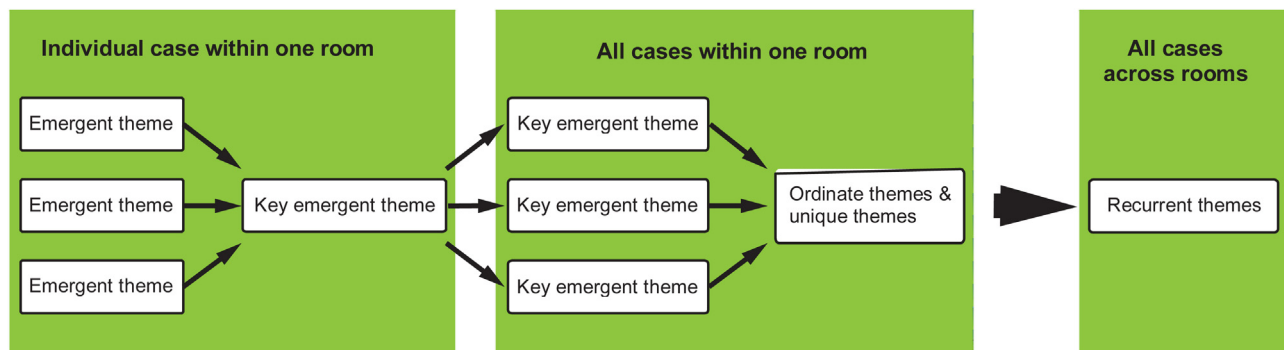 Individual case within one room
Emergent theme
Emergent theme
Emergent theme
Key emergent theme
All cases within one room
Key emergent theme
Key emergent theme
Key emergent theme
Ordinate themes &
unique themes
All cases
across rooms
Recurrent themes